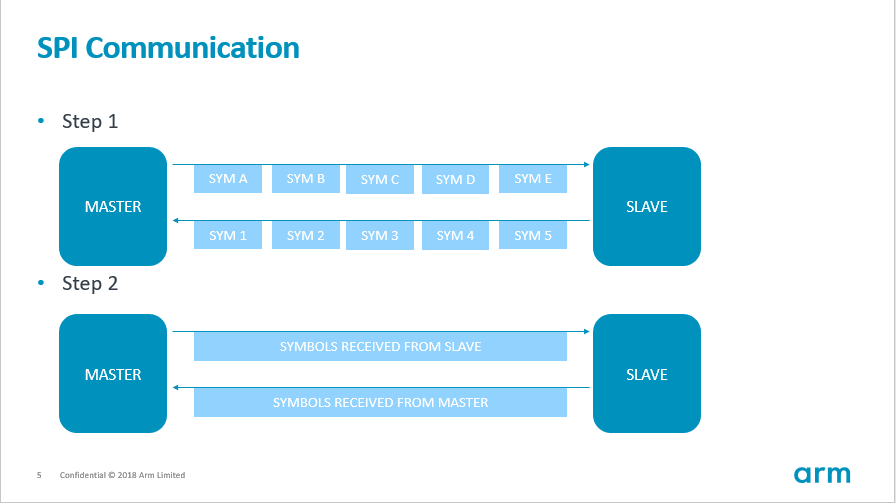 SPI Communication
• Step 1
MASTER
SYM A SYM B SYM C SYM D SYM E
SYM 1 SYM 2 SYM 3 SYM 4 SYM 5
SLAVE
• Step 2
MASTER
SYMBOLS RECEIVED FROM SLAVE
SYMBOLS RECEIVED FROM MASTER
SLAVE
5 Confidential © 2018 Arm Limited
arm